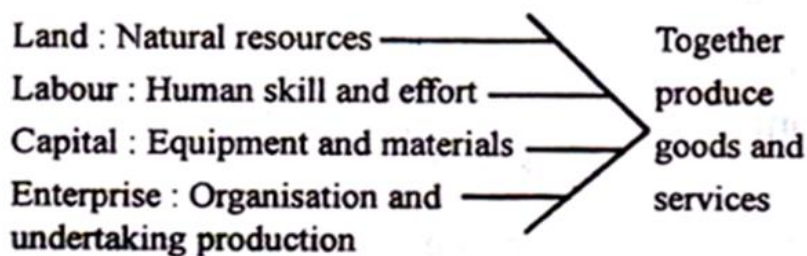 Land : Natural resources
Labour : Human skill and effort
Capital : Equipment and materials
Enterprise : Organisation and
undertaking production
Together
produce
goods and
services